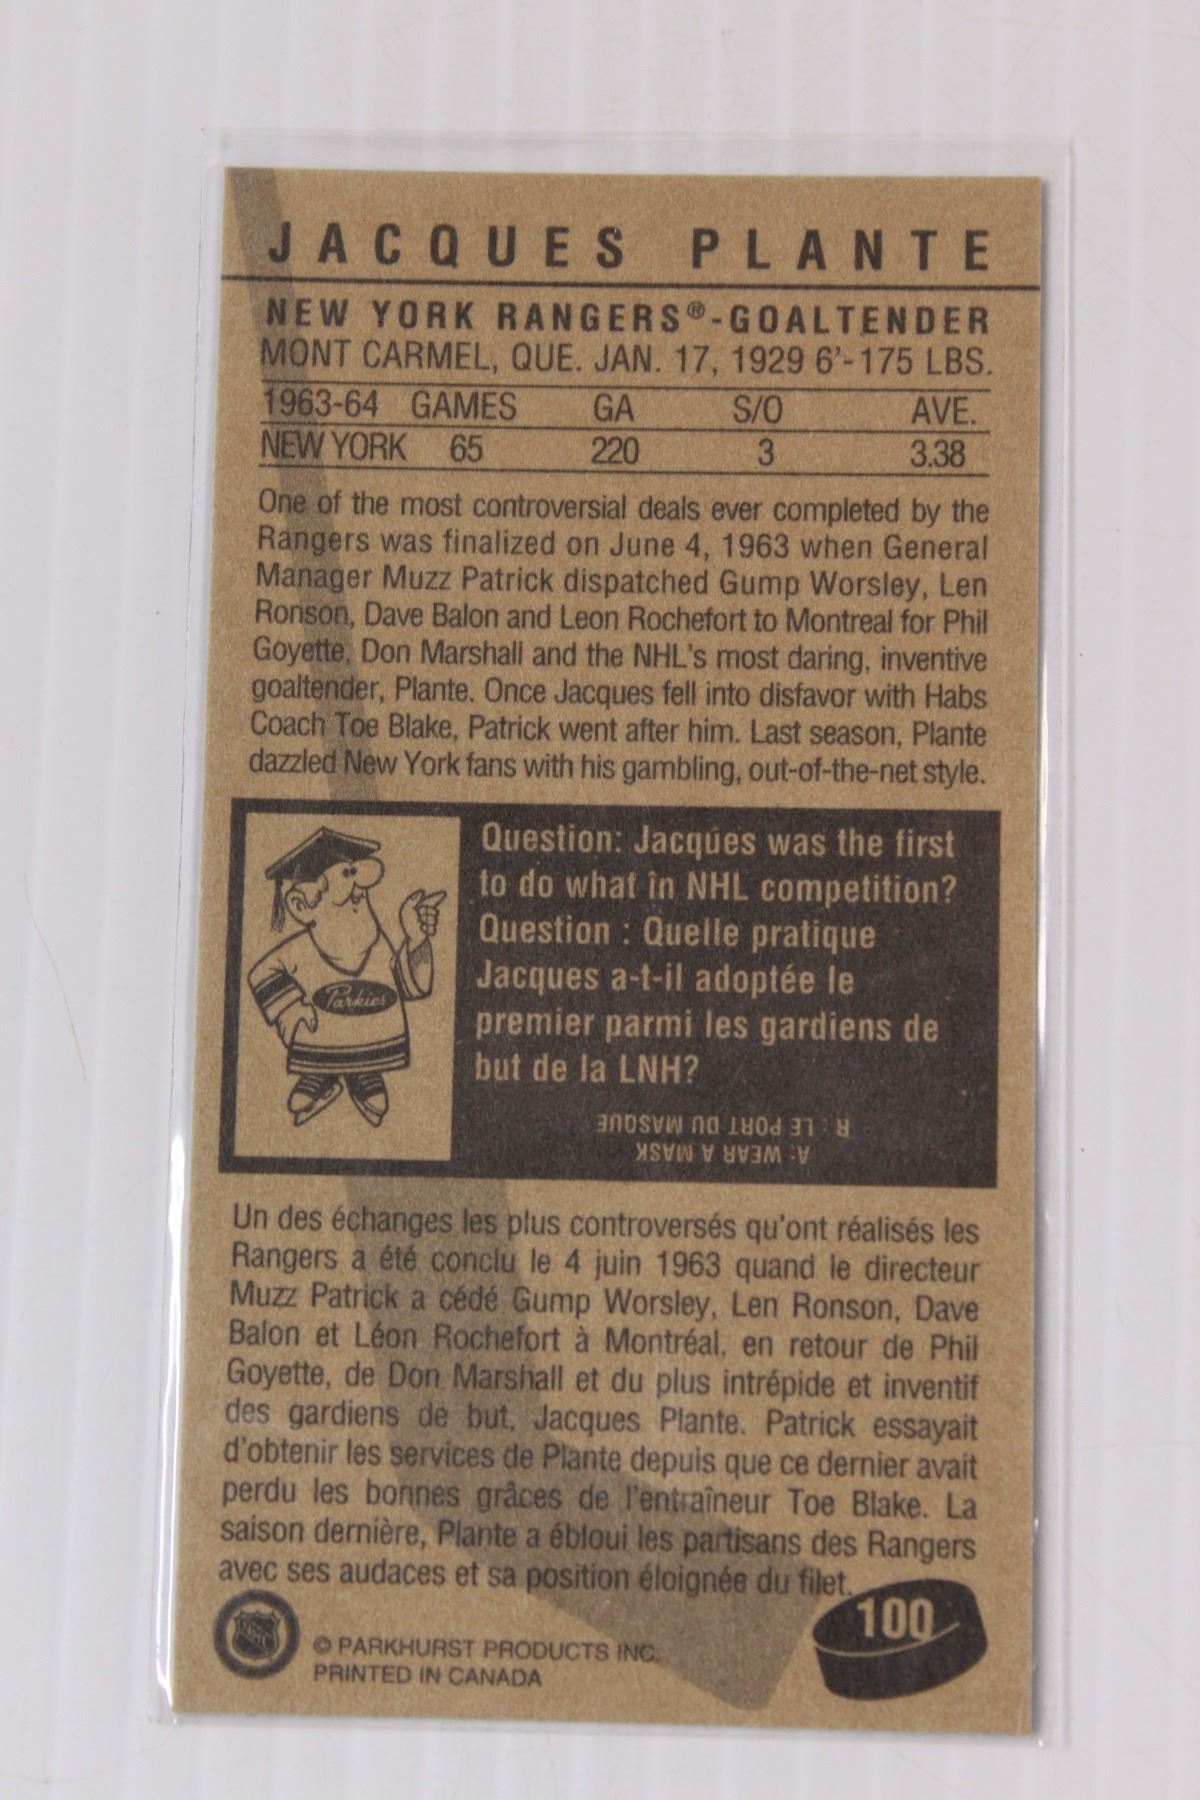 JACQUES PLANTE
NEW YORK RANGERS®-GOALTENDER
MONT CARMEL, QUE. JAN. 17, 1929 6'-175 LBS.
1963-64 GAMES GA S/O AVE.
NEW YORK 65 220 3 3.38
One of the most controversial deals ever completed by the
Rangers was finalized on June 4, 1963 when General
Manager Muzz Patrick dispatched Gump Worsley, Len
Ronson, Dave Balon and Leon Rochefort to Montreal for Phil
Goyette, Don Marshall and the NHL's most daring, inventive
goaltender, Plante. Once Jacques fell into disfavor with Habs
Coach Toe Blake, Patrick went after him. Last season, Plante
dazzled New York fans with his gambling, out-of-the-net style.
Parkies
Question: Jacques was the first
to do what in NHL competition?
Question : Quelle pratique
Jacques a-t-il adoptée le
premier parmi les gardiens de
but de la LNH?
A: WEAR A MASK
R : LE PORT DU MASQUE
Un des échanges les plus controversés qu'ont réalisés les
Rangers a été conclu le 4 juin 1963 quand le directeur
Muzz Patrick a cédé Gump Worsley, Len Ronson, Dave
Balon et Léon Rochefort à Montréal, en retour de Phil
Goyette, de Don Marshall et du plus intrépide et inventif
des gardiens de but, Jacques Plante. Patrick essayait
d'obtenir les services de Plante depuis que ce dernier avait
perdu les bonnes grâces de l'entraîneur Toe Blake. La
saison dernière, Plante a ébloui les partisans des Rangers
avec ses audaces et sa position éloignée du filet.
NHL
© PARKHURST PRODUCTS INC.
PRINTED IN CANADA
100